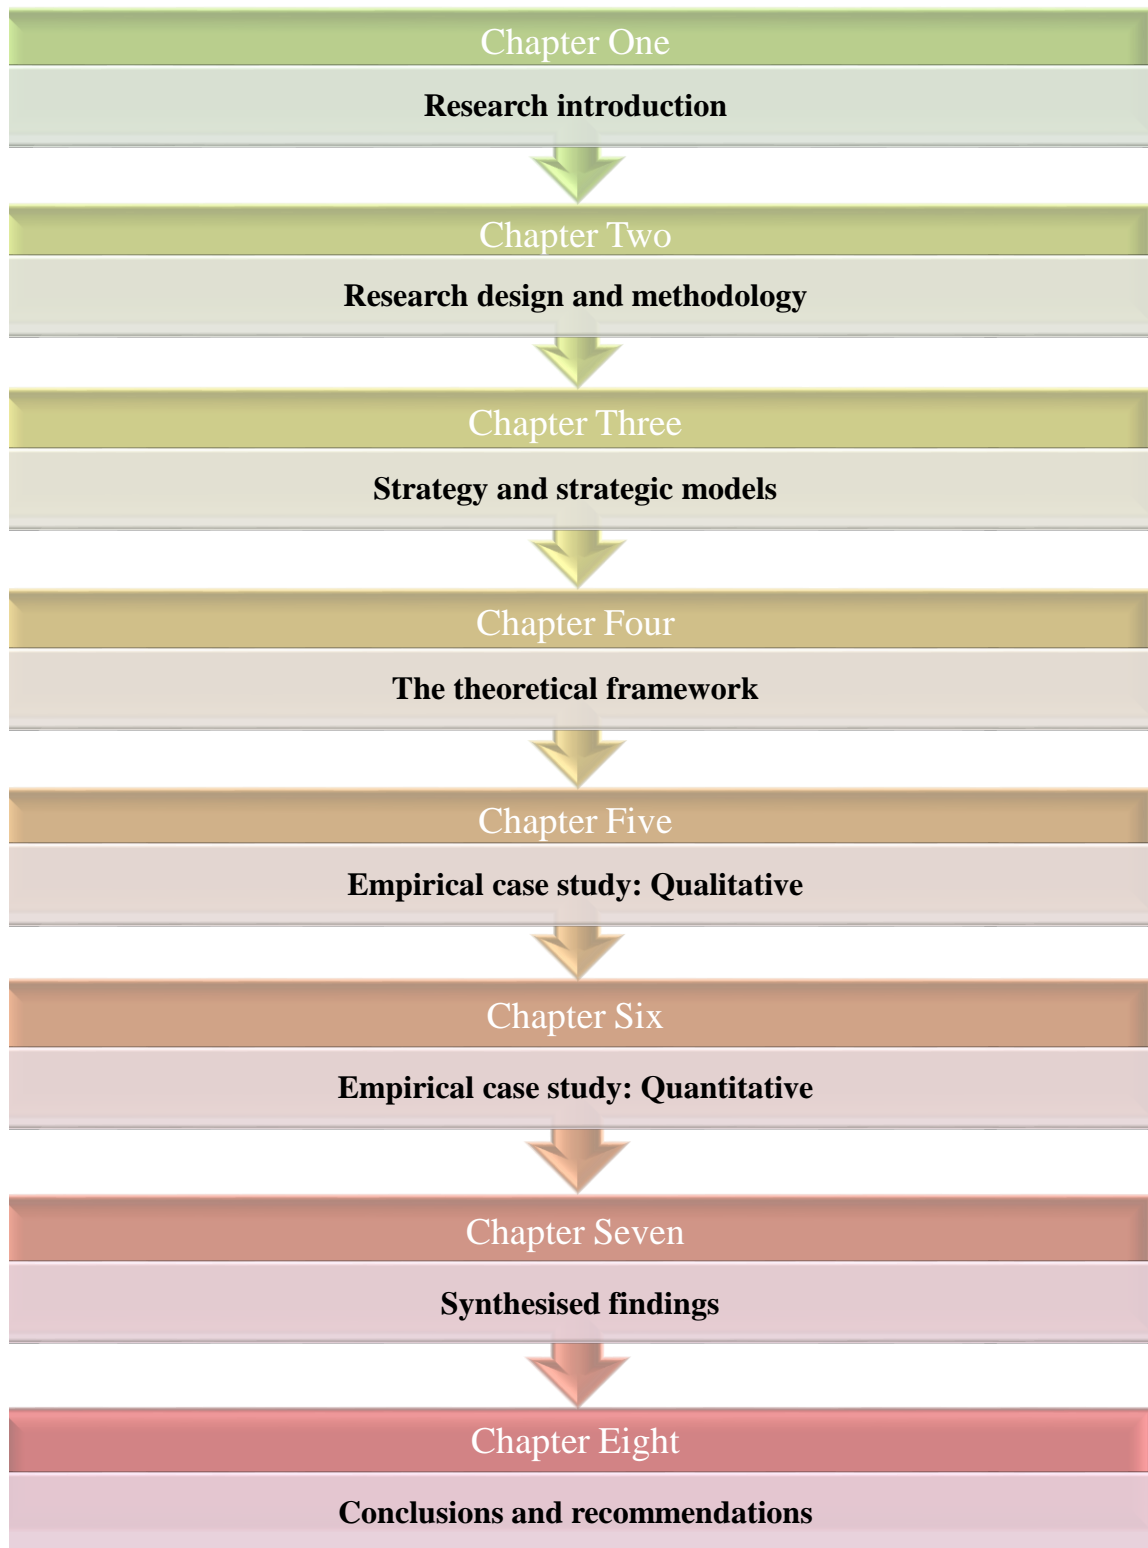 Chapter One
Research introduction
Chapter Two
Research design and methodology
Chapter Three
Strategy and strategic models
Chapter Four
The theoretical framework
Chapter Five
Empirical case study: Qualitative
Chapter Six
Empirical case study: Quantitative
Chapter Seven
Synthesised findings
Chapter Eight
Conclusions and recommendations